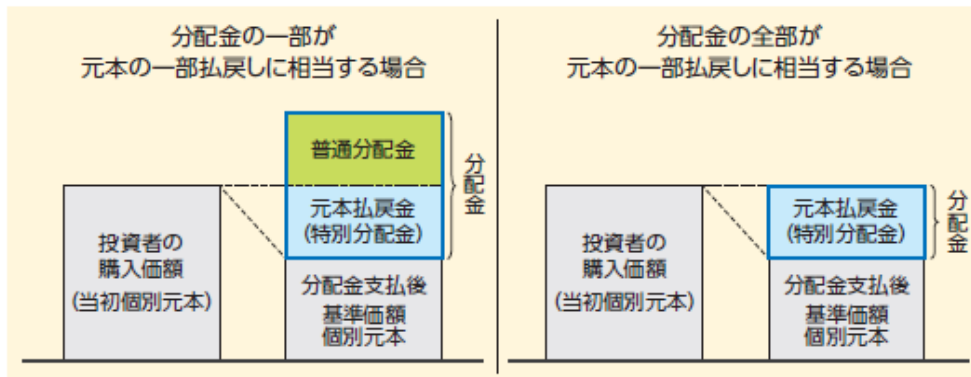 分配金の一部が
元本の一部払戻しに相当する場合
普通分配金
元本払戻金
(特別分配金)
分配金
投資者の
購入価額
(当初個別元本)
分配金支払後
基準価額
個別元本
分配金の全部が
元本の一部払戻しに相当する場合
元本払戻金
(特別分配金)
分配金
投資者の
購入価額
(当初個別元本)
分配金支払後
基準価額
個別元本